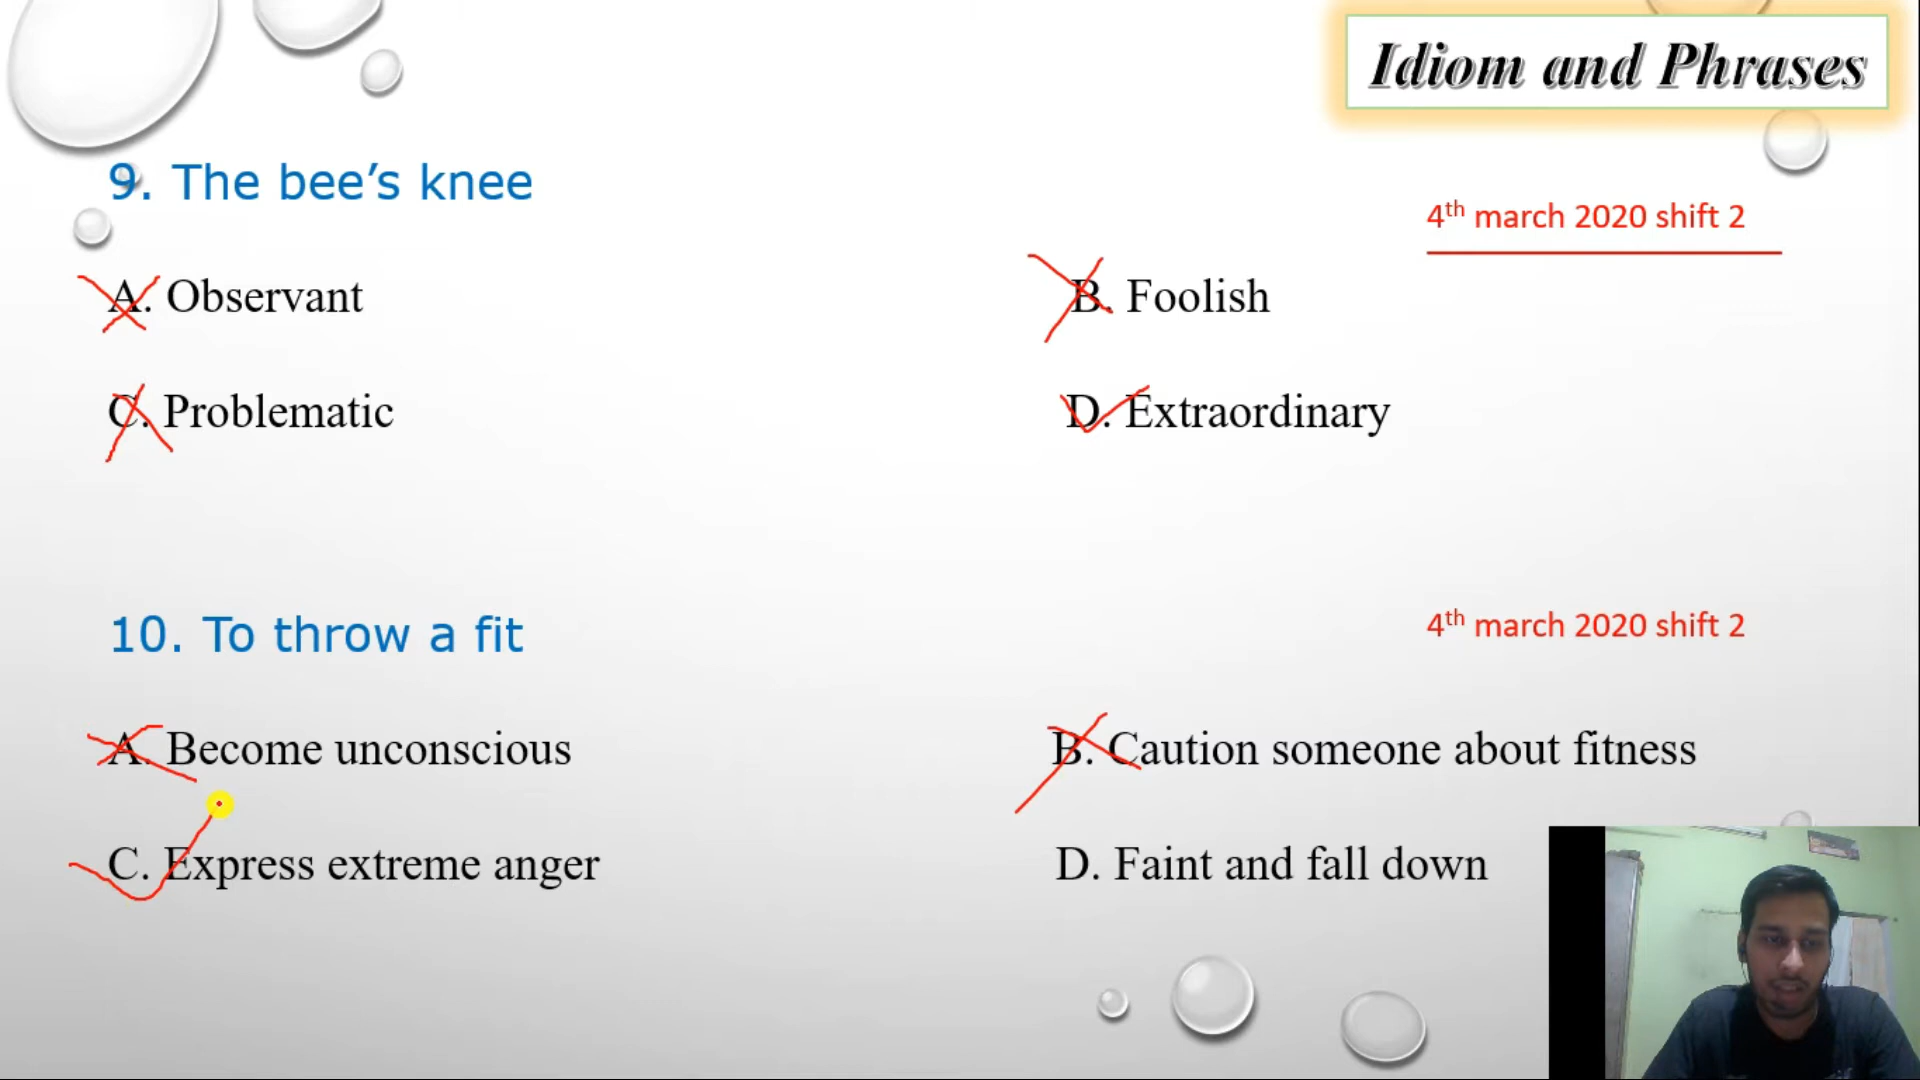 Idiom and Phrases
9. The bee’s knee
4th march 2020 shift 2
A. Observant
B. Foolish
C. Problematic
D. Extraordinary
10. To throw a fit
4th march 2020 shift 2
A. Become unconscious
B. Caution someone about fitness
C. Express extreme anger
D. Faint and fall down